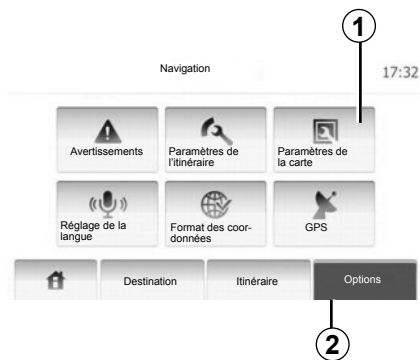 1
Navigation
17:32
Avertissements
Paramètres de
l'itinéraire
Paramètres de
la carte
Réglage de la
langue
Format des coor-
données
GPS
Destination
Itinéraire
Options
2